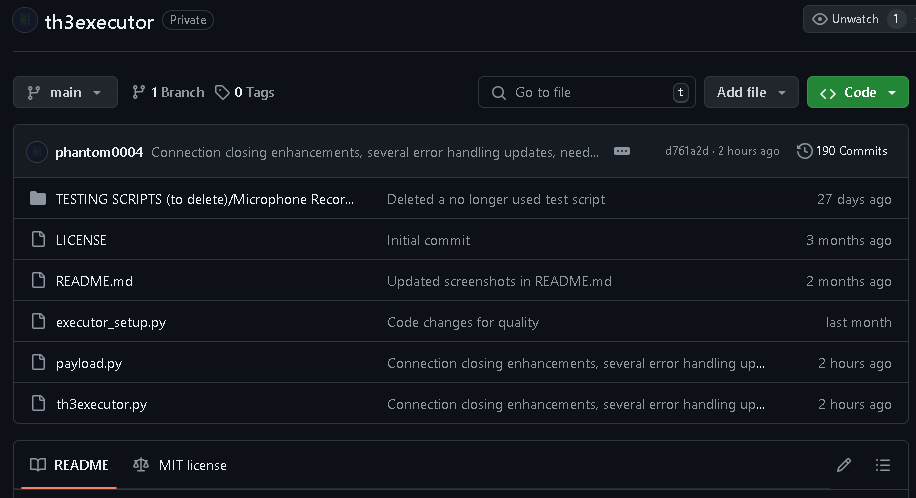 th3executor Private Unwatch 1
main 1 Branch 0 Tags Go to file t Add file Code
phantom0004 Connection closing enhancements, several error handling updates, need... d761a2d · 2 hours ago 190 Commits
TESTING SCRIPTS (to delete)/Microphone Recor... Deleted a no longer used test script 27 days ago
LICENSE Initial commit 3 months ago
README.md Updated screenshots in README.md 2 months ago
executor_setup.py Code changes for quality last month
payload.py Connection closing enhancements, several error handling up... 2 hours ago
th3executor.py Connection closing enhancements, several error handling up... 2 hours ago
README MIT license